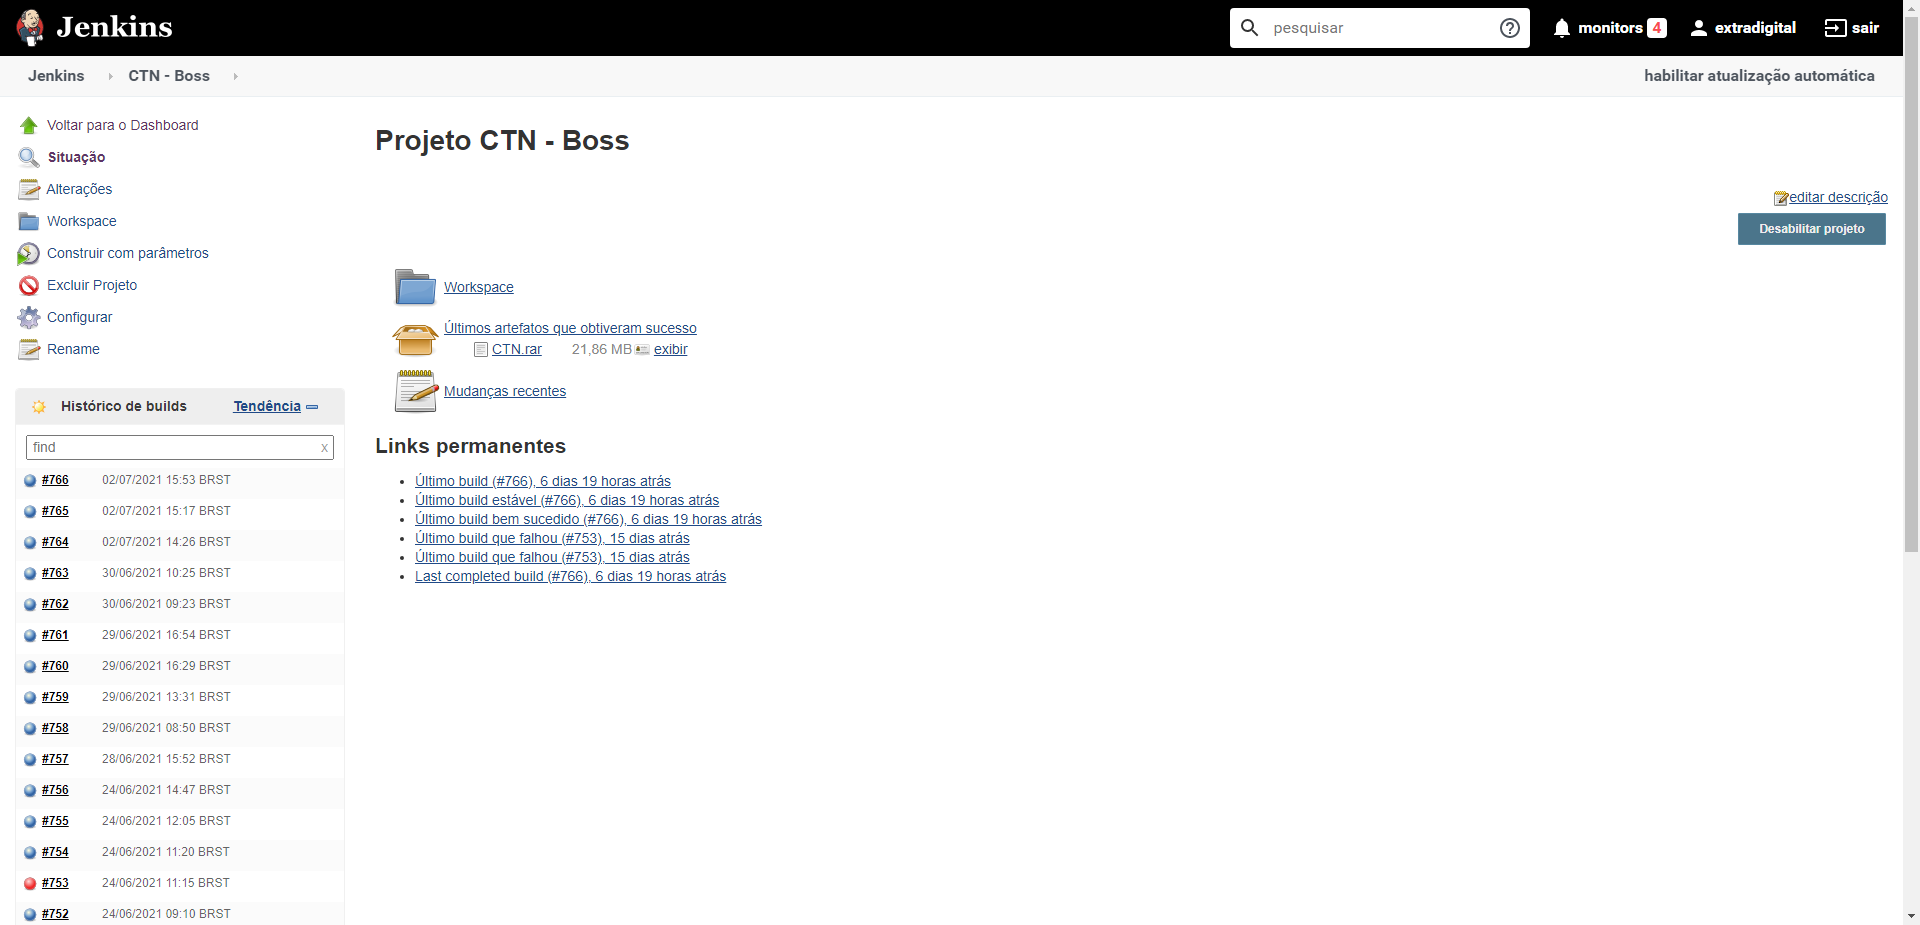 Jenkins
pesquisar
monitors 4
extradigital
sair
Jenkins
CTN - Boss
habilitar atualização automática
Voltar para o Dashboard
Situação
Alterações
Workspace
Construir com parâmetros
Excluir Projeto
Configurar
Rename
Histórico de builds
Tendência
find x
#766 02/07/2021 15:53 BRST
#765 02/07/2021 15:17 BRST
#764 02/07/2021 14:26 BRST
#763 30/06/2021 10:25 BRST
#762 30/06/2021 09:23 BRST
#761 29/06/2021 16:54 BRST
#760 29/06/2021 16:29 BRST
#759 29/06/2021 13:31 BRST
#758 29/06/2021 08:50 BRST
#757 28/06/2021 15:52 BRST
#756 24/06/2021 14:47 BRST
#755 24/06/2021 12:05 BRST
#754 24/06/2021 11:20 BRST
#753 24/06/2021 11:15 BRST
#752 24/06/2021 09:10 BRST
Projeto CTN - Boss
editar descrição
Desabilitar projeto
Workspace
Últimos artefatos que obtiveram sucesso
CTN.rar 21,86 MB exibir
Mudanças recentes
Links permanentes
Último build (#766), 6 dias 19 horas atrás
Último build estável (#766), 6 dias 19 horas atrás
Último build bem sucedido (#766), 6 dias 19 horas atrás
Último build que falhou (#753), 15 dias atrás
Último build que falhou (#753), 15 dias atrás
Last completed build (#766), 6 dias 19 horas atrás